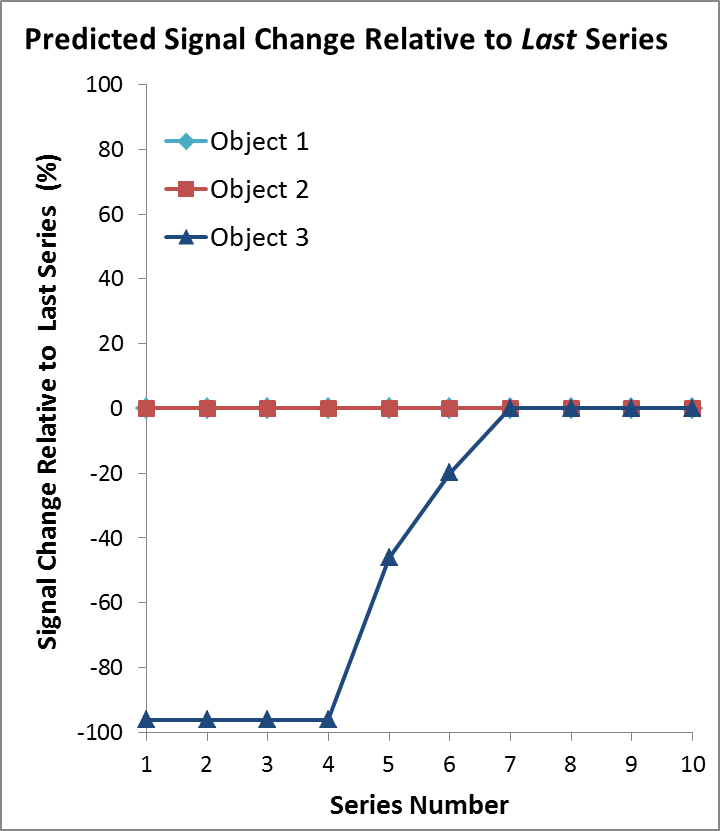 Predicted Signal Change Relative to Last Series
Signal Change Relative to Last Series (%)
100
80
60
40
20
0
-20
-40
-60
-80
-100
Object 1
Object 2
Object 3
1 2 3 4 5 6 7 8 9 10
Series Number